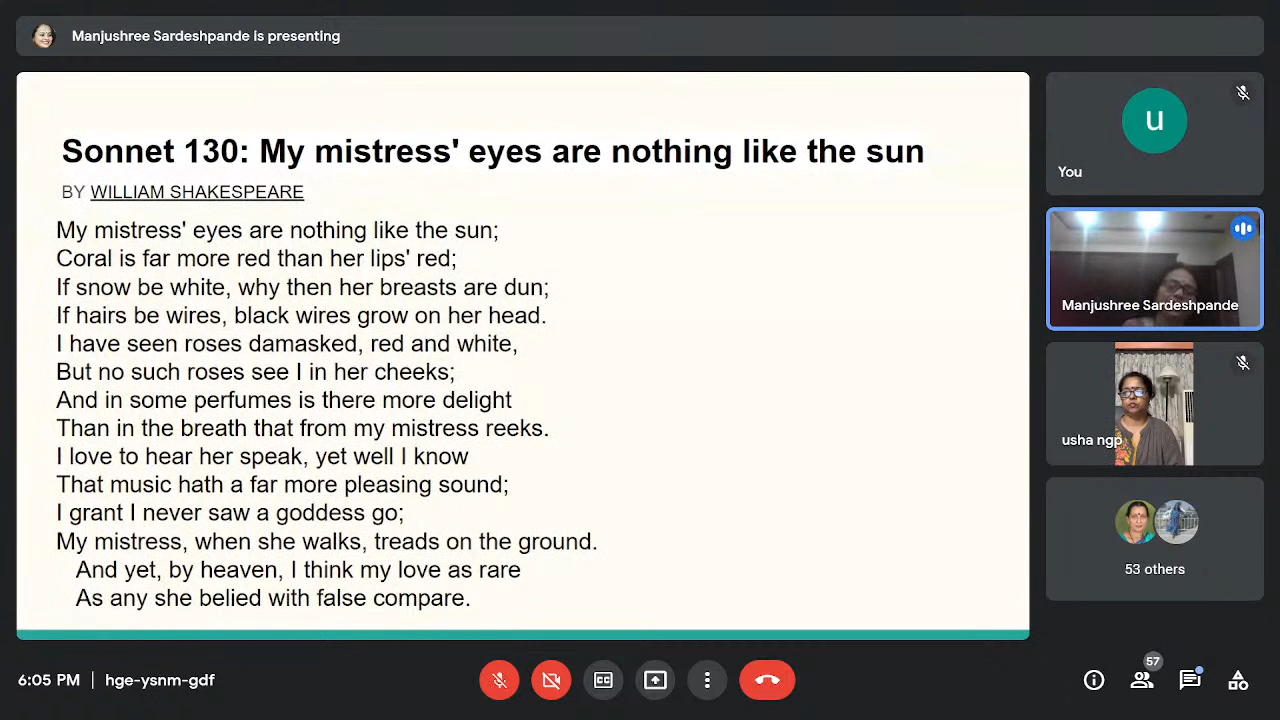 Manjushree Sardeshpande is presenting
Sonnet 130: My mistress' eyes are nothing like the sun
BY WILLIAM SHAKESPEARE
My mistress' eyes are nothing like the sun;
Coral is far more red than her lips' red;
If snow be white, why then her breasts are dun;
If hairs be wires, black wires grow on her head.
I have seen roses damasked, red and white,
But no such roses see I in her cheeks;
And in some perfumes is there more delight
Than in the breath that from my mistress reeks.
I love to hear her speak, yet well I know
That music hath a far more pleasing sound;
I grant I never saw a goddess go;
My mistress, when she walks, treads on the ground.
And yet, by heaven, I think my love as rare
As any she belied with false compare.
u
You
Manjushree Sardeshpande
usha ngp
53 others
6:05 PM | hge-ysnm-gdf
57